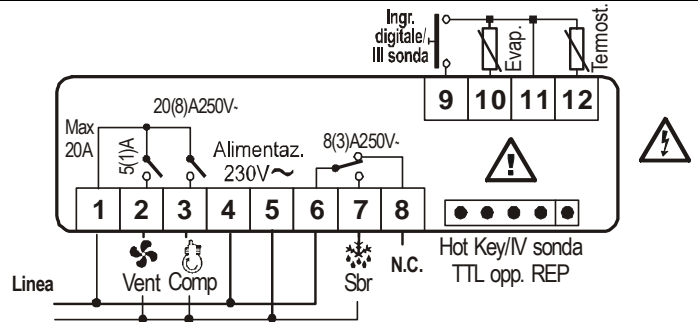 Ingr.
digitale/
III sonda
Evap.
Termost.
9 10 11 12
20(8)A250V~
Max
20A
5(1)A
Alimentaz.
230V~
8(3)A250V~
1 2 3 4 5 6 7 8
Hot Key/IV sonda
TTL opp. REP
Linea
Vent Comp
Sbr
N.C.